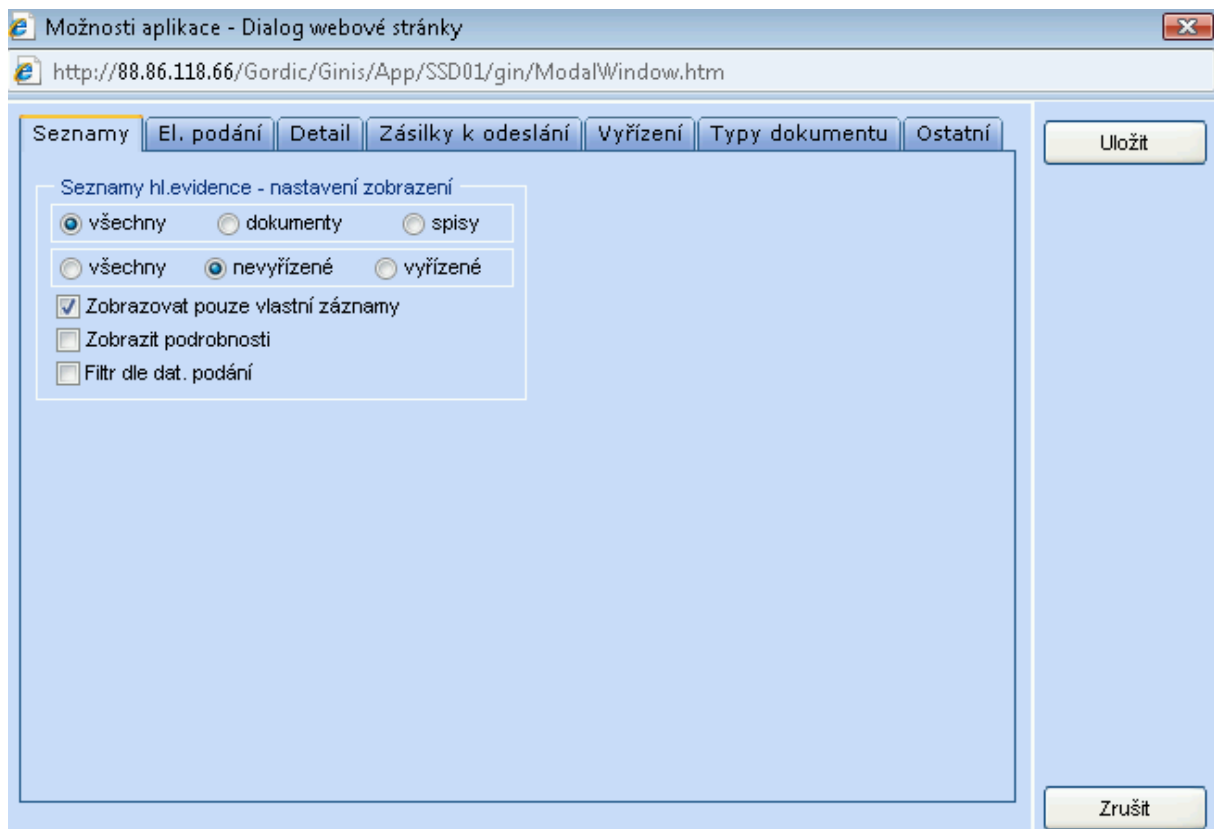 Možnosti aplikace - Dialog webové stránky
http://88.86.118.66/Gordic/Ginis/App/SSD01/gin/ModalWindow.htm
Seznamy El. podání Detail Zásilky k odeslání Vyřízení Typy dokumentu Ostatní
Uložit
Seznamy hl.evidence - nastavení zobrazení
všechny dokumenty spisy
všechny nevyřízené vyřízené
Zobrazovat pouze vlastní záznamy
Zobrazit podrobnosti
Filtr dle dat. podání
Zrušit